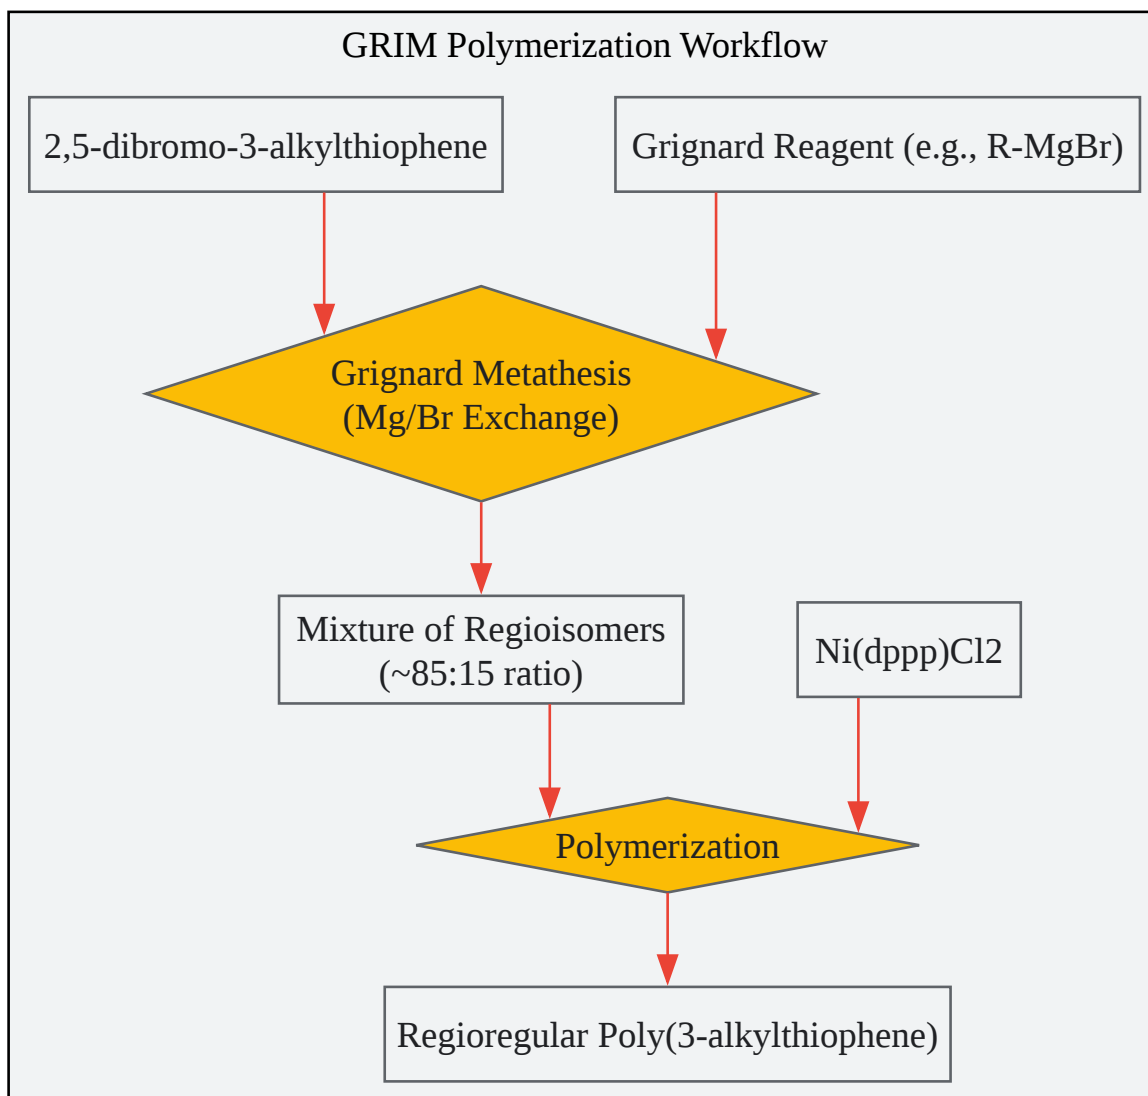 GRIM Polymerization Workflow
2,5-dibromo-3-alkylthiophene
Grignard Reagent (e.g., R-MgBr)
Grignard Metathesis
(Mg/Br Exchange)
Mixture of Regioisomers
(~85:15 ratio)
Ni(dppp)Cl2
Polymerization
Regioregular Poly(3-alkylthiophene)